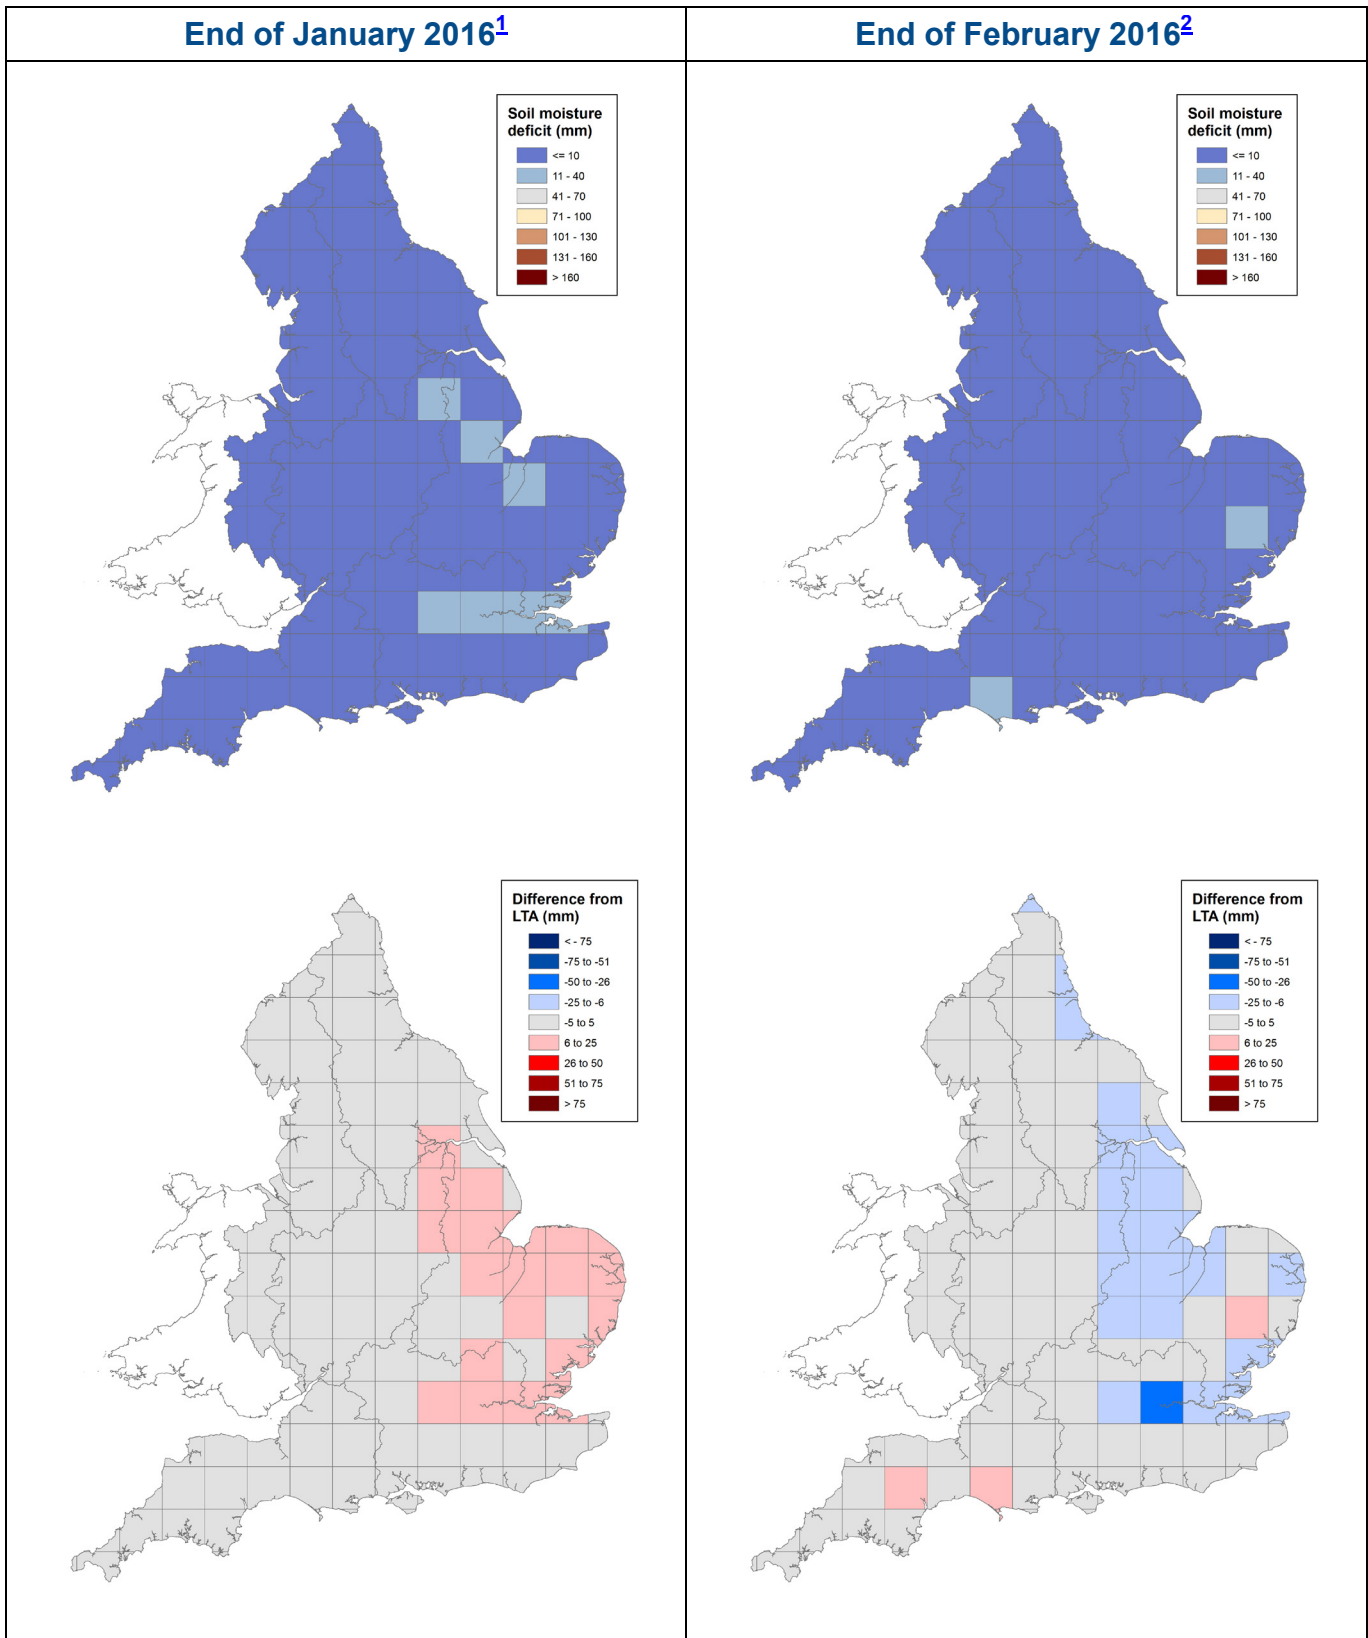 End of January 20161
End of February 20162
Soil moisture
deficit (mm)
<= 10
11 - 40
41 - 70
71 - 100
101 - 130
131 - 160
> 160
Soil moisture
deficit (mm)
<= 10
11 - 40
41 - 70
71 - 100
101 - 130
131 - 160
> 160
Difference from
LTA (mm)
< - 75
-75 to -51
-50 to -26
-25 to -6
-5 to 5
6 to 25
26 to 50
51 to 75
> 75
Difference from
LTA (mm)
< - 75
-75 to -51
-50 to -26
-25 to -6
-5 to 5
6 to 25
26 to 50
51 to 75
> 75